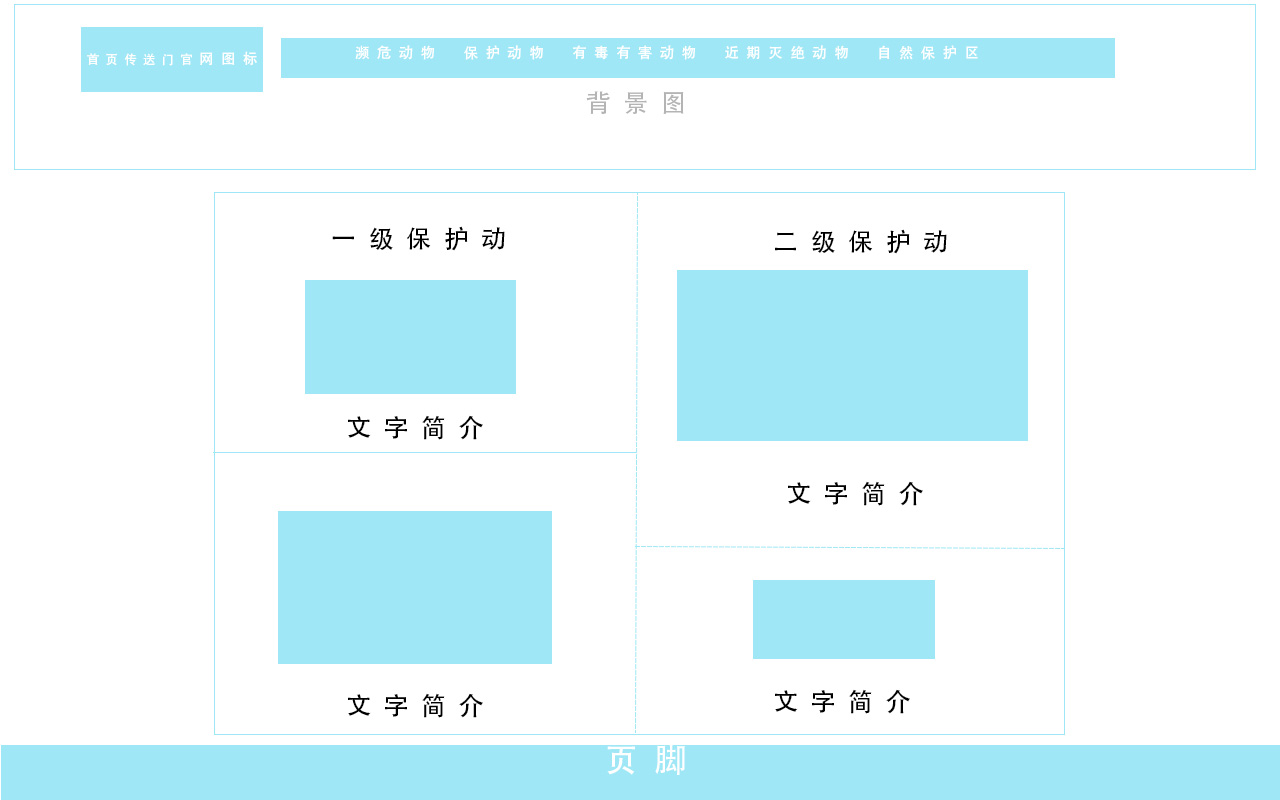 首页传送门官网图标
濒危动物 保护动物 有毒有害动物 近期灭绝动物 自然保护区
背景图
一级保护动
文字简介
二级保护动
文字简介
文字简介
文字简介
页脚